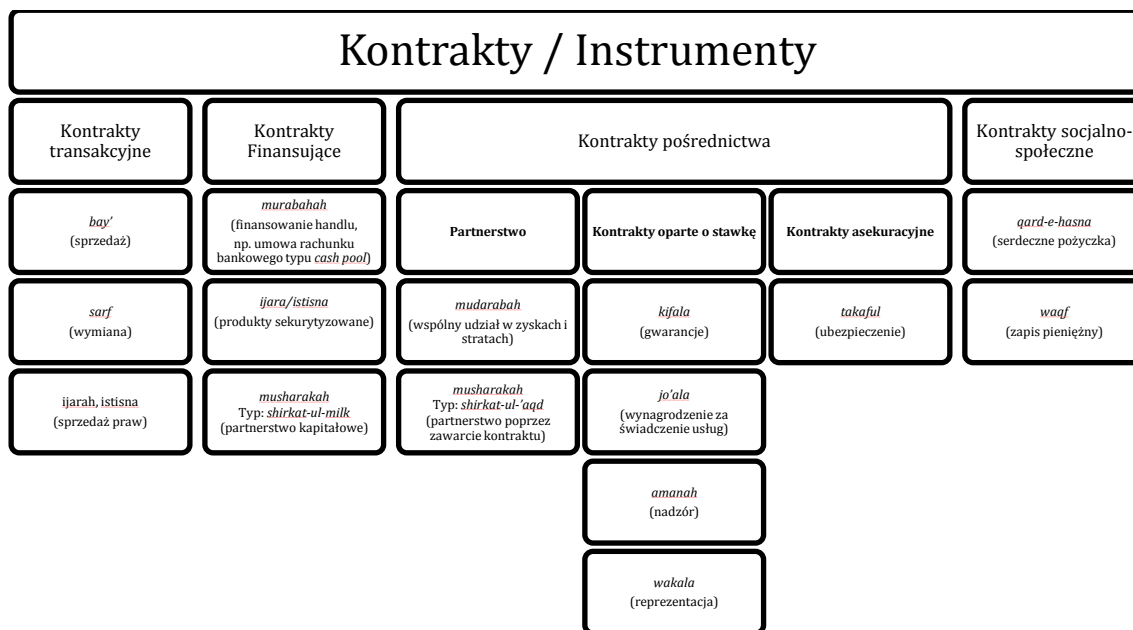 Kontrakty / Instrumenty
Kontrakty
transakcyjne
Kontrakty
Finansujące
Kontrakty pośrednictwa
Kontrakty socjalno-
społeczne
bay'
(sprzedaż)
murabahah
(finansowanie handlu,
np. umowa rachunku
bankowego typu cash pool)
Partnerstwo
Kontrakty oparte o stawkę
Kontrakty asekuracyjne
qard-e-hasna
(serdeczne pożyczka)
sarf
(wymiana)
ijara/istisna
(produkty sekurytyzowane)
mudarabah
(wspólny udział w zyskach i
stratach)
kifala
(gwarancje)
takaful
(ubezpieczenie)
waqf
(zapis pieniężny)
ijarah, istisna
(sprzedaż praw)
musharakah
Typ: shirkat-ul-milk
(partnerstwo kapitałowe)
musharakah
Typ: shirkat-ul-'aqd
(partnerstwo poprzez
zawarcie kontraktu)
jo'ala
(wynagrodzenie za
świadczenie usług)
amanah
(nadzór)
wakala
(reprezentacja)